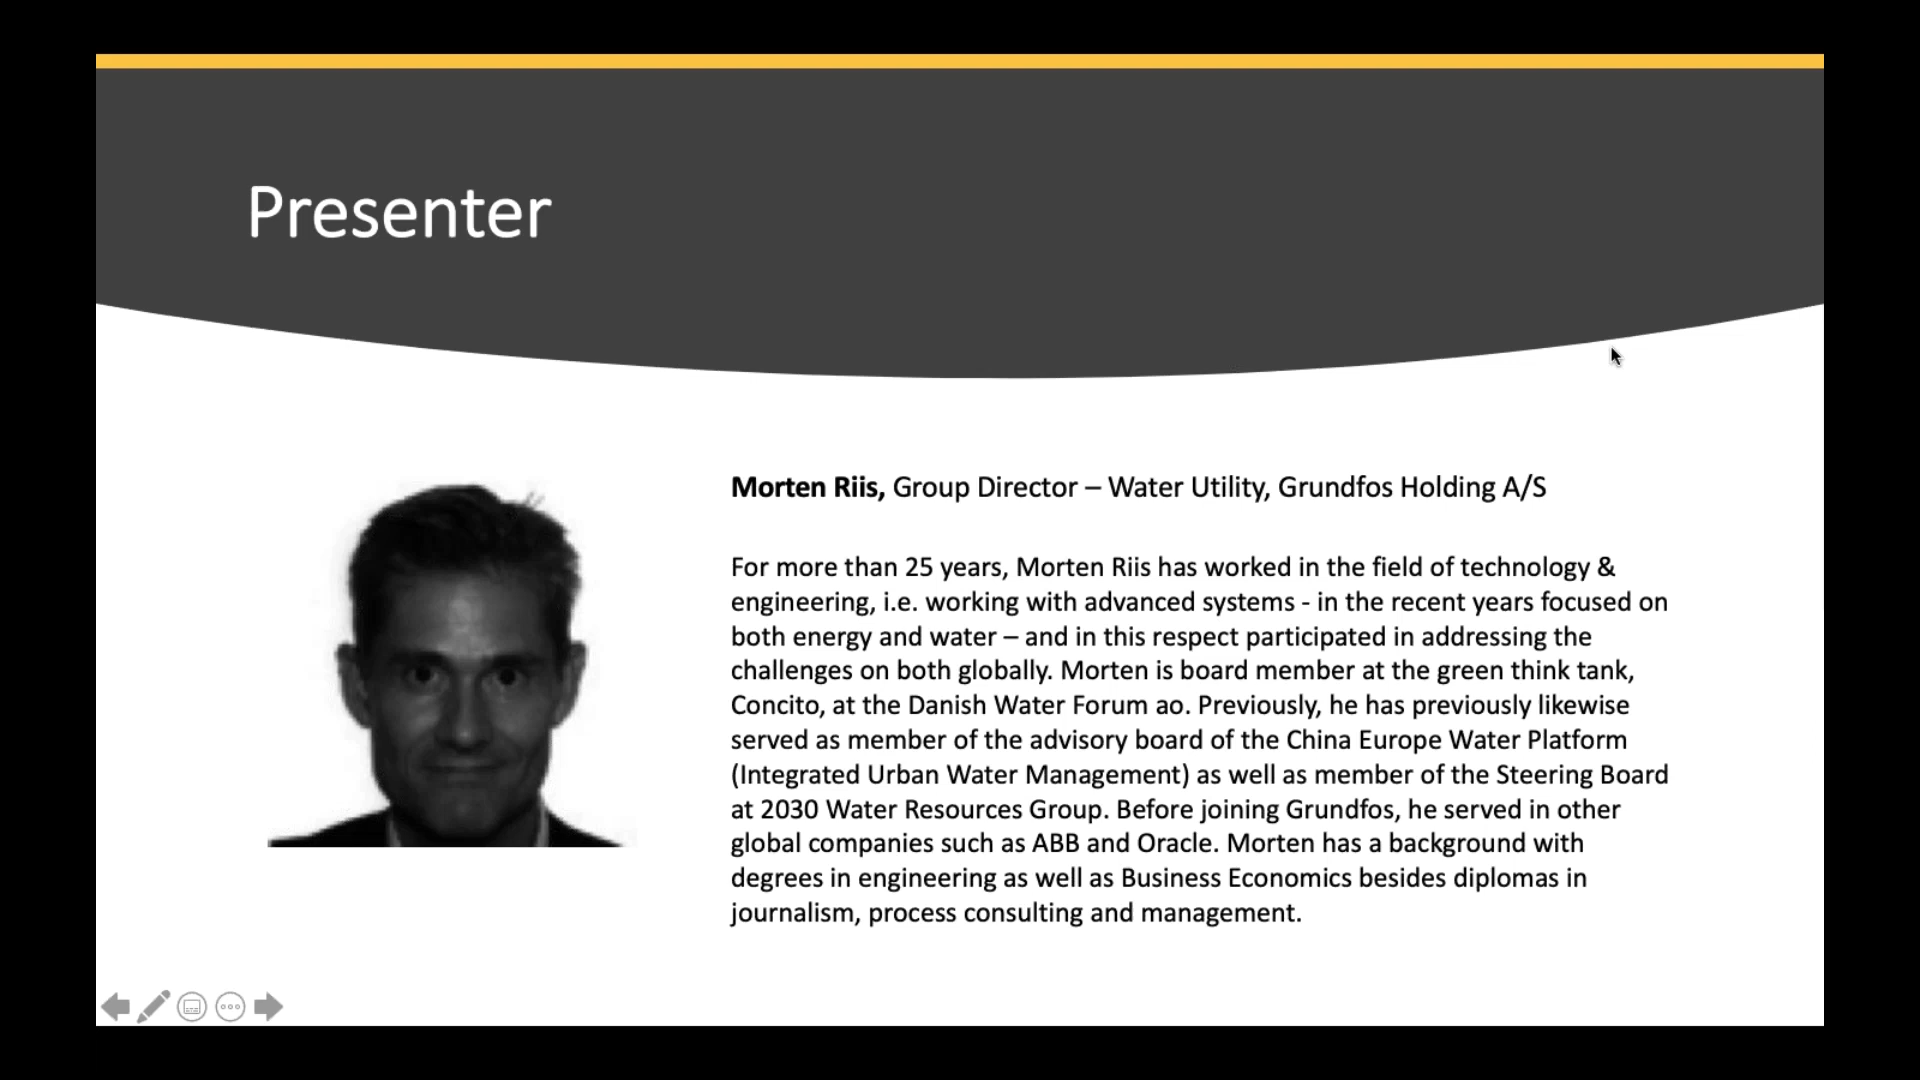 Presenter
Morten Riis, Group Director – Water Utility, Grundfos Holding A/S
For more than 25 years, Morten Riis has worked in the field of technology &
engineering, i.e. working with advanced systems - in the recent years focused on
both energy and water – and in this respect participated in addressing the
challenges on both globally. Morten is board member at the green think tank,
Concito, at the Danish Water Forum ao. Previously, he has previously likewise
served as member of the advisory board of the China Europe Water Platform
(Integrated Urban Water Management) as well as member of the Steering Board
at 2030 Water Resources Group. Before joining Grundfos, he served in other
global companies such as ABB and Oracle. Morten has a background with
degrees in engineering as well as Business Economics besides diplomas in
journalism, process consulting and management.